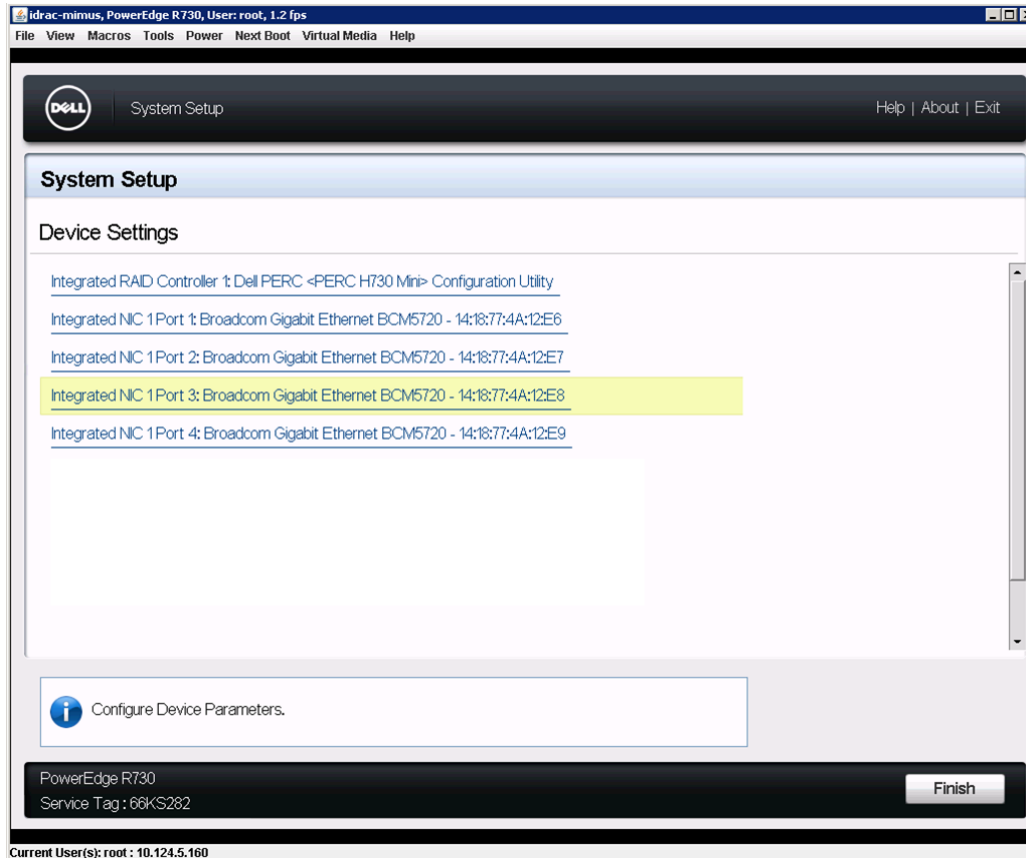 idrac-mimus, PowerEdge R730, User: root, 1.2 fps
File View Macros Tools Power Next Boot Virtual Media Help
DELL
System Setup
Help | About | Exit
System Setup
Device Settings
Integrated RAID Controller 1: Dell PERC <PERC H730 Mini> Configuration Utility
Integrated NIC 1 Port 1: Broadcom Gigabit Ethernet BCM5720 - 14:18:77:4A:12:E6
Integrated NIC 1 Port 2: Broadcom Gigabit Ethernet BCM5720 - 14:18:77:4A:12:E7
Integrated NIC 1 Port 3: Broadcom Gigabit Ethernet BCM5720 - 14:18:77:4A:12:E8
Integrated NIC 1 Port 4: Broadcom Gigabit Ethernet BCM5720 - 14:18:77:4A:12:E9
Configure Device Parameters.
PowerEdge R730
Service Tag : 66KS282
Finish
Current User(s): root : 10.124.5.160